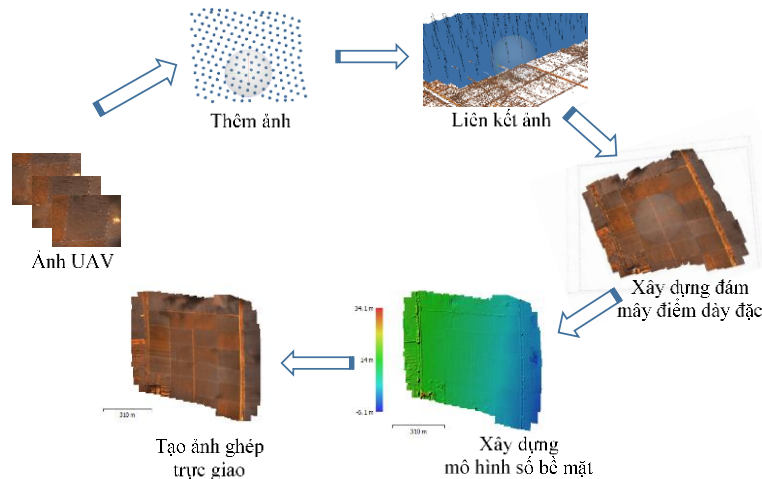 Thêm ảnh
Liên kết ảnh
Ảnh UAV
Xây dựng đám
mây điểm dày đặc
34.1 m
14 m
-6.1 m
310 m
310 m
Tạo ảnh ghép
trực giao
Xây dựng
mô hình số bề mặt